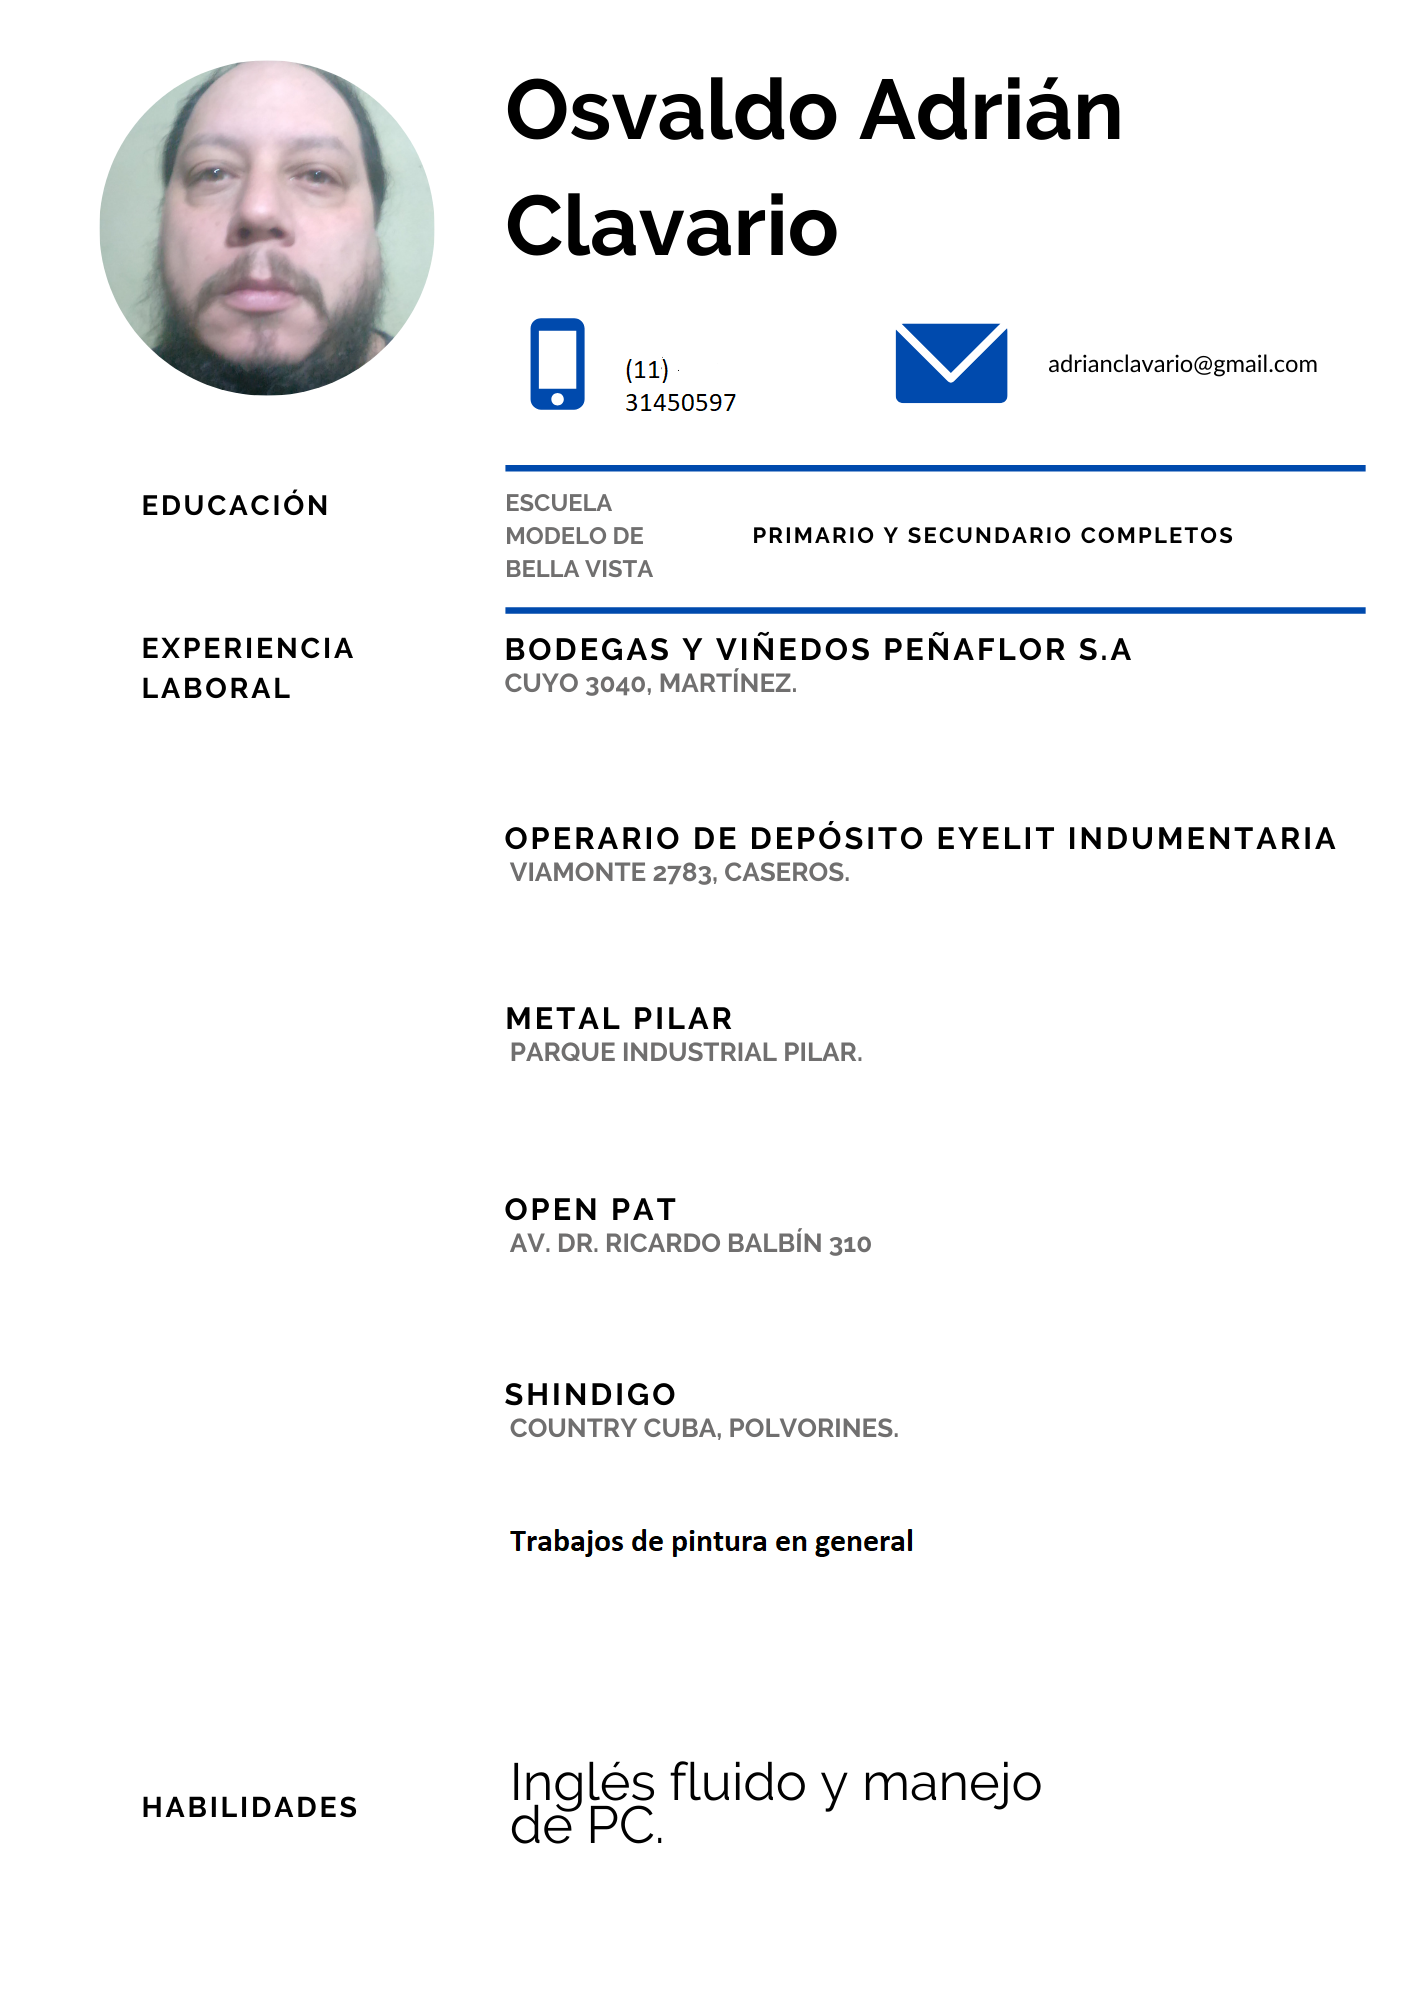 Osvaldo Adrián
Clavario
(11)
31450597
adrianclavario@gmail.com
EDUCACIÓN
ESCUELA
MODELO DE
BELLA VISTA
PRIMARIO Y SECUNDARIO COMPLETOS
EXPERIENCIA
LABORAL
BODEGAS Y VIÑEDOS PEÑAFLOR S.A
CUYO 3040, MARTÍNEZ.
OPERARIO DE DEPÓSITO EYELIT INDUMENTARIA
VIAMONTE 2783, CASEROS.
METAL PILAR
PARQUE INDUSTRIAL PILAR.
OPEN PAT
AV. DR. RICARDO BALBÍN 310
SHINDIGO
COUNTRY CUBA, POLVORINES.
Trabajos de pintura en general
HABILIDADES
Inglés fluido y manejo
de PC.